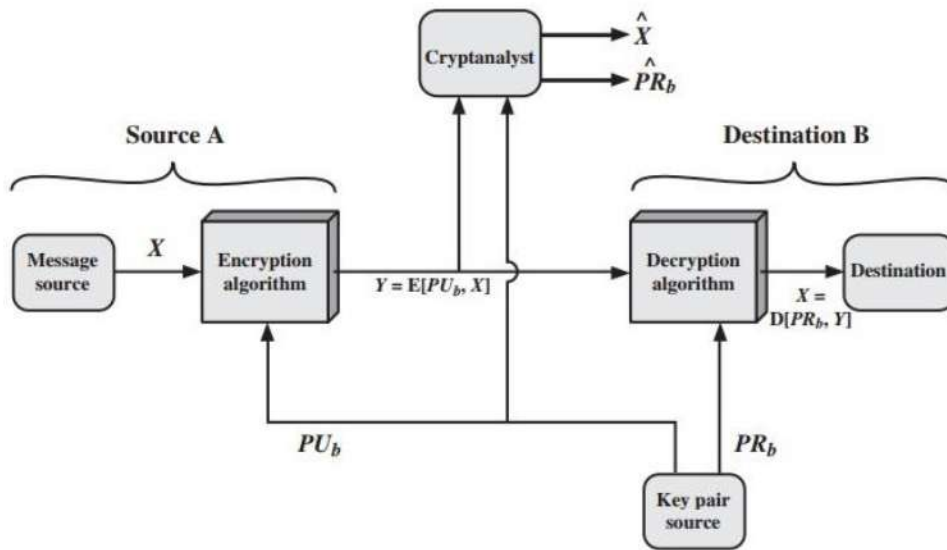 Cryptanalyst
X̂
P̂R_b
Source A
Destination B
Message
source
X
Encryption
algorithm
Y = E[PU_b, X]
Decryption
algorithm
X =
D[PR_b, Y]
Destination
PU_b
PR_b
Key pair
source